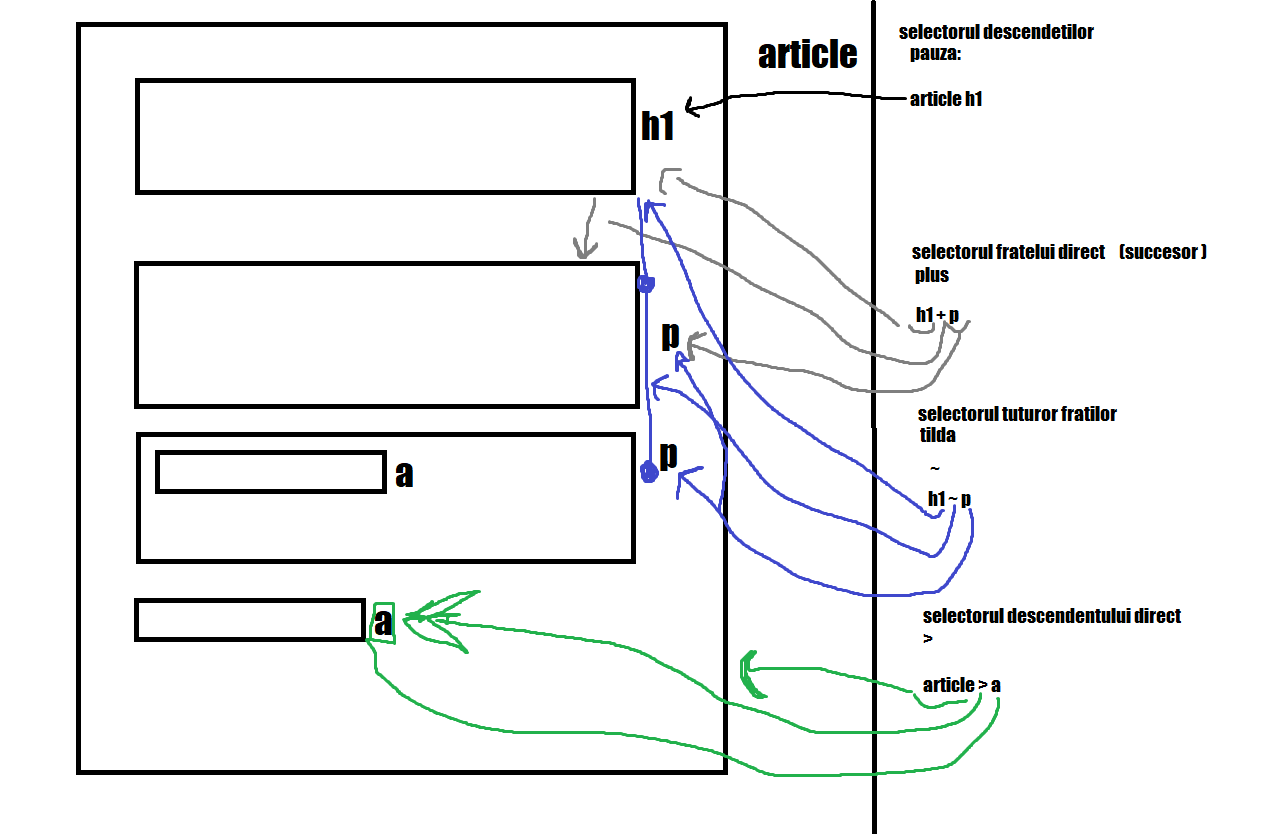 article
h1
p
p
a
a
selectorul descendetilor
pauza:
article h1
selectorul fratelui direct (succesor )
plus
h1 + p
selectorul tuturor fratilor
tilda
~
h1 ~ p
selectorul descendentului direct
>
article > a